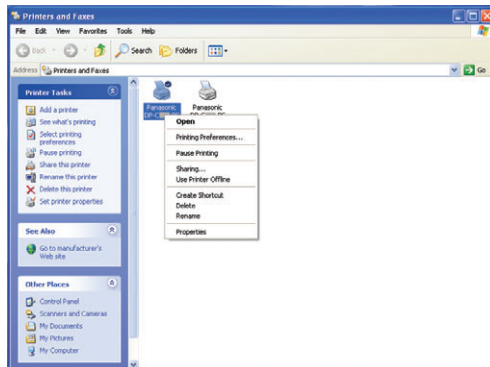 Printers and Faxes
File Edit View Favorites Tools Help
Back Search Folders
Address Printers and Faxes Go
Printer Tasks
Add a printer
See what's printing
Select printing
preferences
Pause printing
Share this printer
Rename this printer
Delete this printer
Set printer properties
See Also
Go to manufacturer's
Web site
Other Places
Control Panel
Scanners and Cameras
My Documents
My Pictures
My Computer
Panasonic
Panasonic
Open
Printing Preferences...
Pause Printing
Sharing...
Use Printer Offline
Create Shortcut
Delete
Rename
Properties